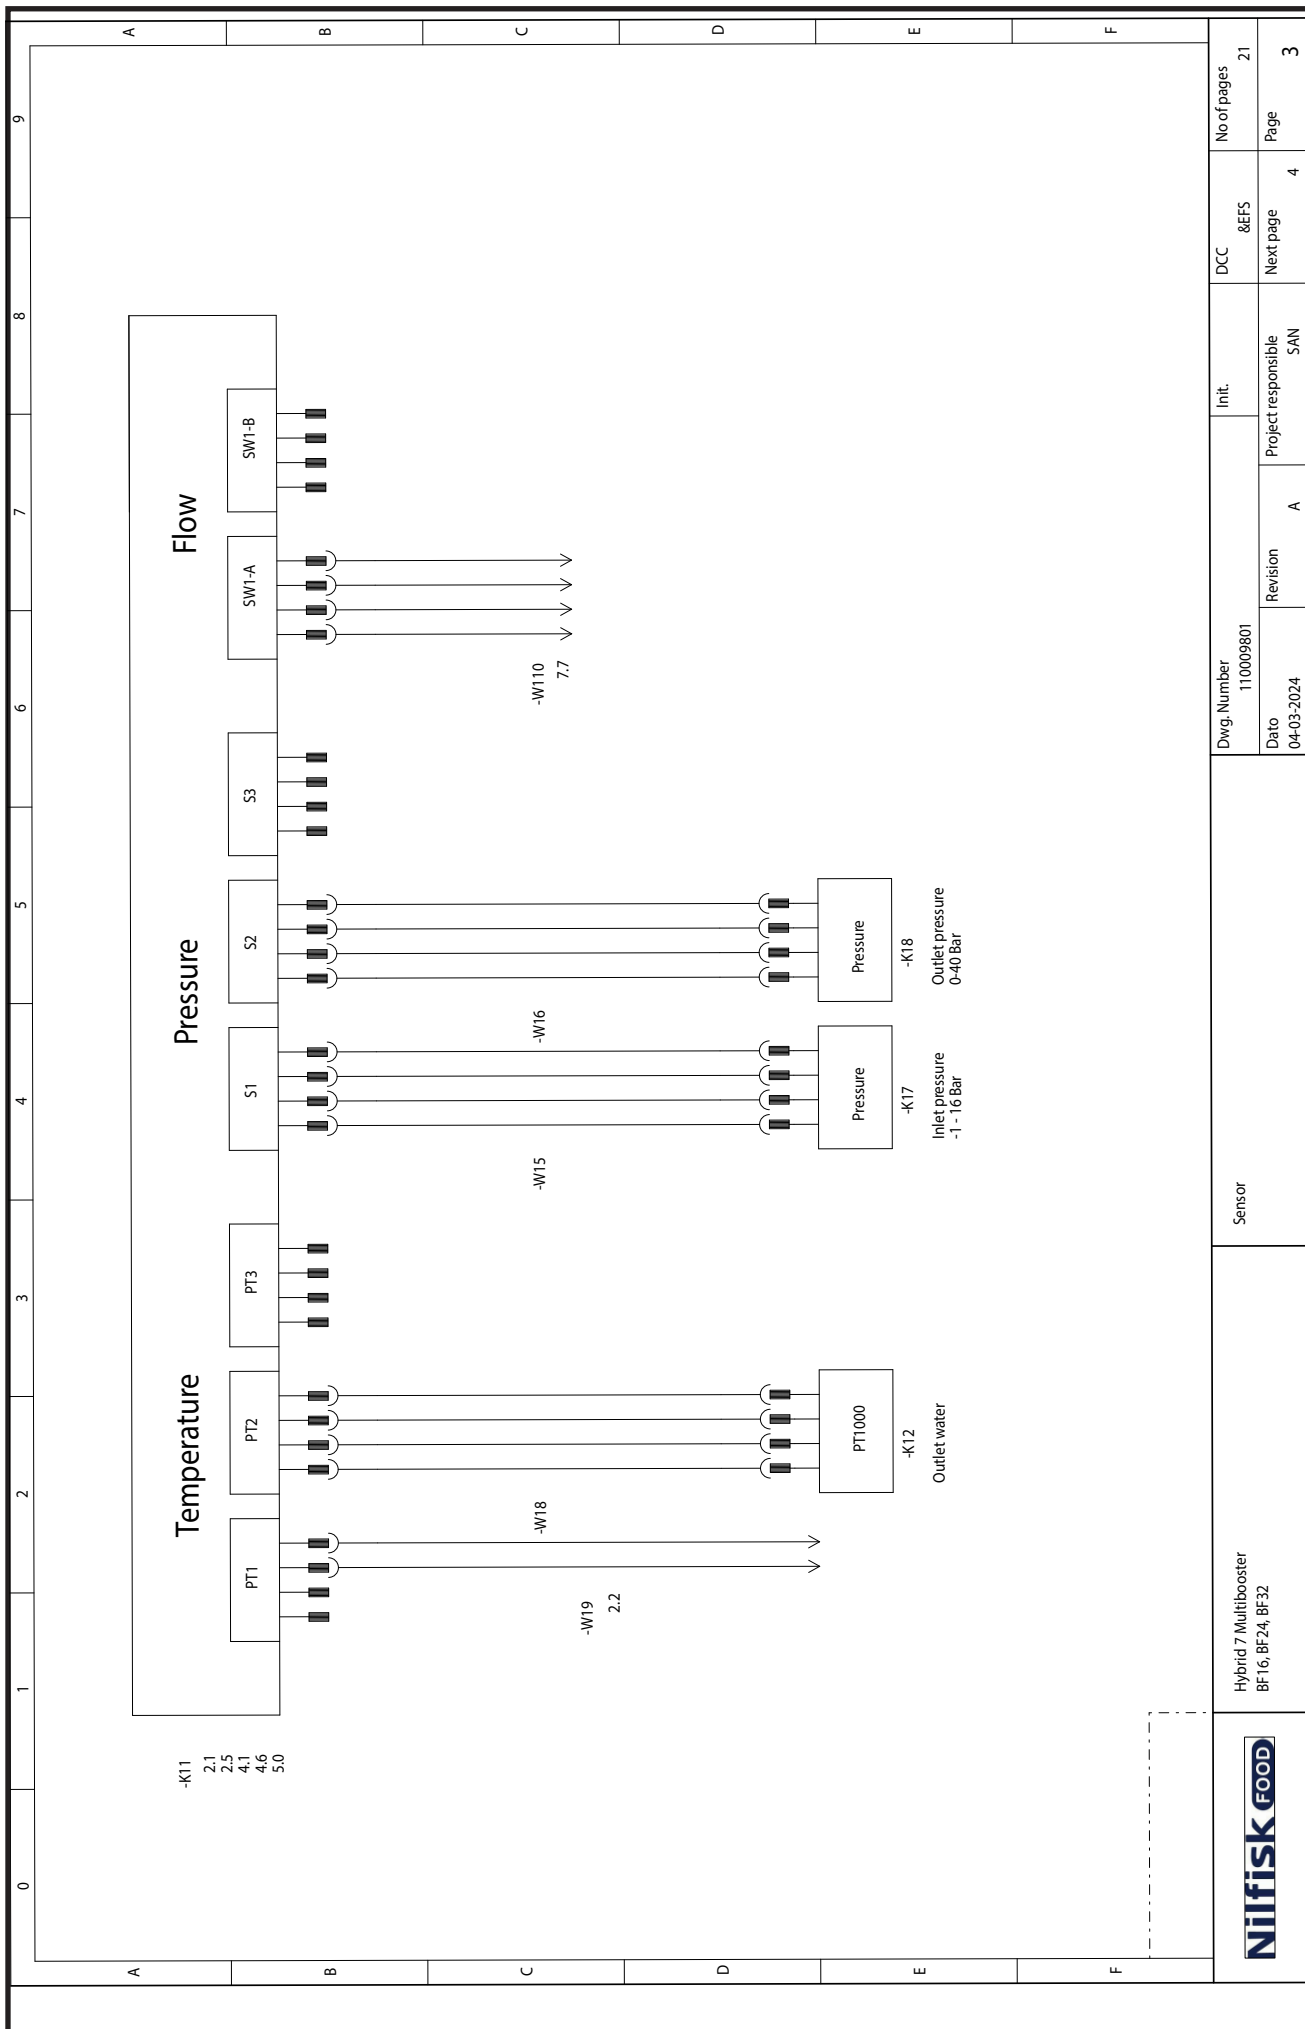 0 1 2 3 4 5 6 7 8 9
A
B
C
D
E
F
A
B
C
D
E
F
-K11
2.1
2.5
4.1
4.6
5.0
Temperature
Pressure
Flow
PT1
PT2
PT3
S1
S2
S3
SW1-A
SW1-B
-W19
2.2
-W18
-W15
-W16
-W110
7.7
PT1000
-K12
Outlet water
Pressure
-K17
Inlet pressure
-1 - 16 Bar
Pressure
-K18
Outlet pressure
0-40 Bar
Nilfisk FOOD
Hybrid 7 Multibooster
BF16, BF24, BF32
Sensor
Dwg. Number
110009801
Init.
DCC
&EFS
No of pages
21
Dato
04-03-2024
Revision
A
Project responsible
SAN
Next page
4
Page
3